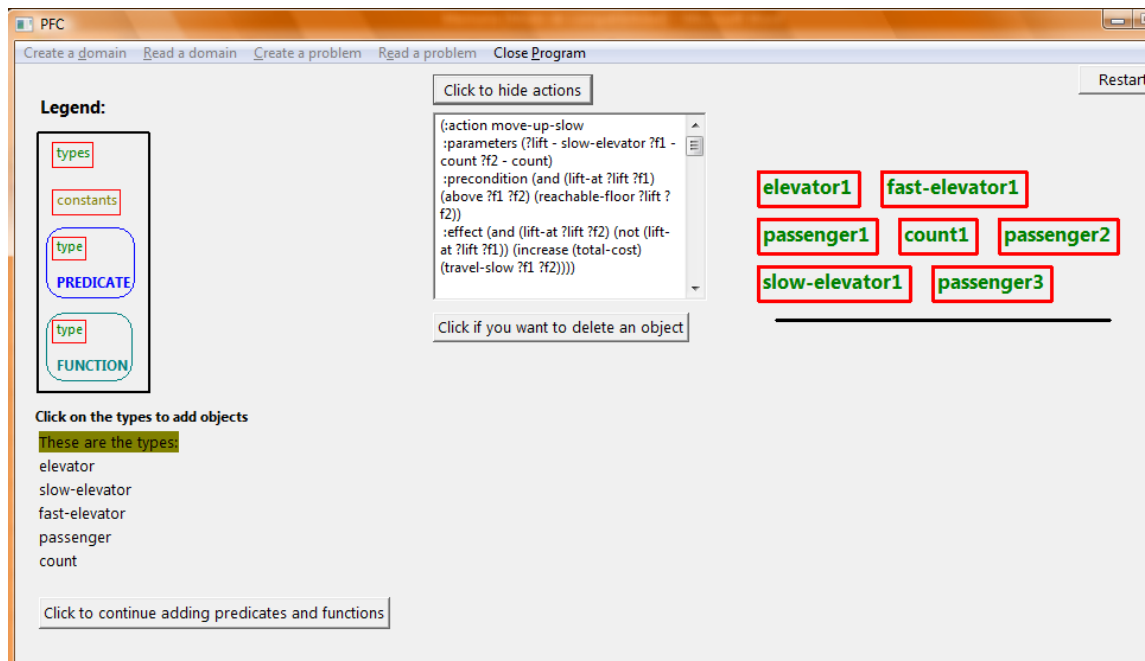 PFC
Create a domain Read a domain Create a problem Read a problem Close Program
Restart
Click to hide actions
Legend:
types
constants
type
PREDICATE
type
FUNCTION
(:action move-up-slow
:parameters (?lift - slow-elevator ?f1 -
count ?f2 - count)
:precondition (and (lift-at ?lift ?f1)
(above ?f1 ?f2) (reachable-floor ?lift ?
f2))
:effect (and (lift-at ?lift ?f2) (not (lift-
at ?lift ?f1)) (increase (total-cost)
(travel-slow ?f1 ?f2))))
Click if you want to delete an object
elevator1 fast-elevator1
passenger1 count1 passenger2
slow-elevator1 passenger3
Click on the types to add objects
These are the types:
elevator
slow-elevator
fast-elevator
passenger
count
Click to continue adding predicates and functions